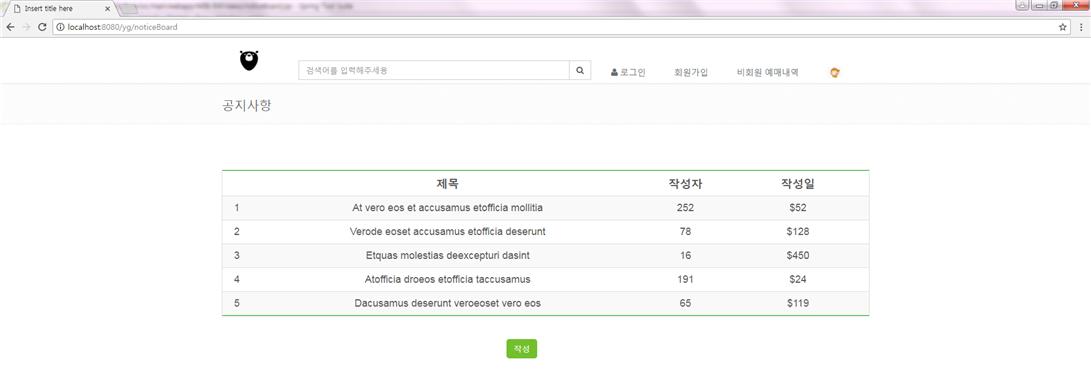 Insert title here
localhost:8080/yg/noticeBoard
검색어를 입력해주세용
로그인 회원가입 비회원 예매내역
공지사항
제목 작성자 작성일
1 At vero eos et accusamus etofficia mollitia 252 $52
2 Verode eoset accusamus etofficia deserunt 78 $128
3 Etquas molestias deexcepturi dasint 16 $450
4 Atofficia droeos etofficia taccusamus 191 $24
5 Dacusamus deserunt veroeoset vero eos 65 $119
작성